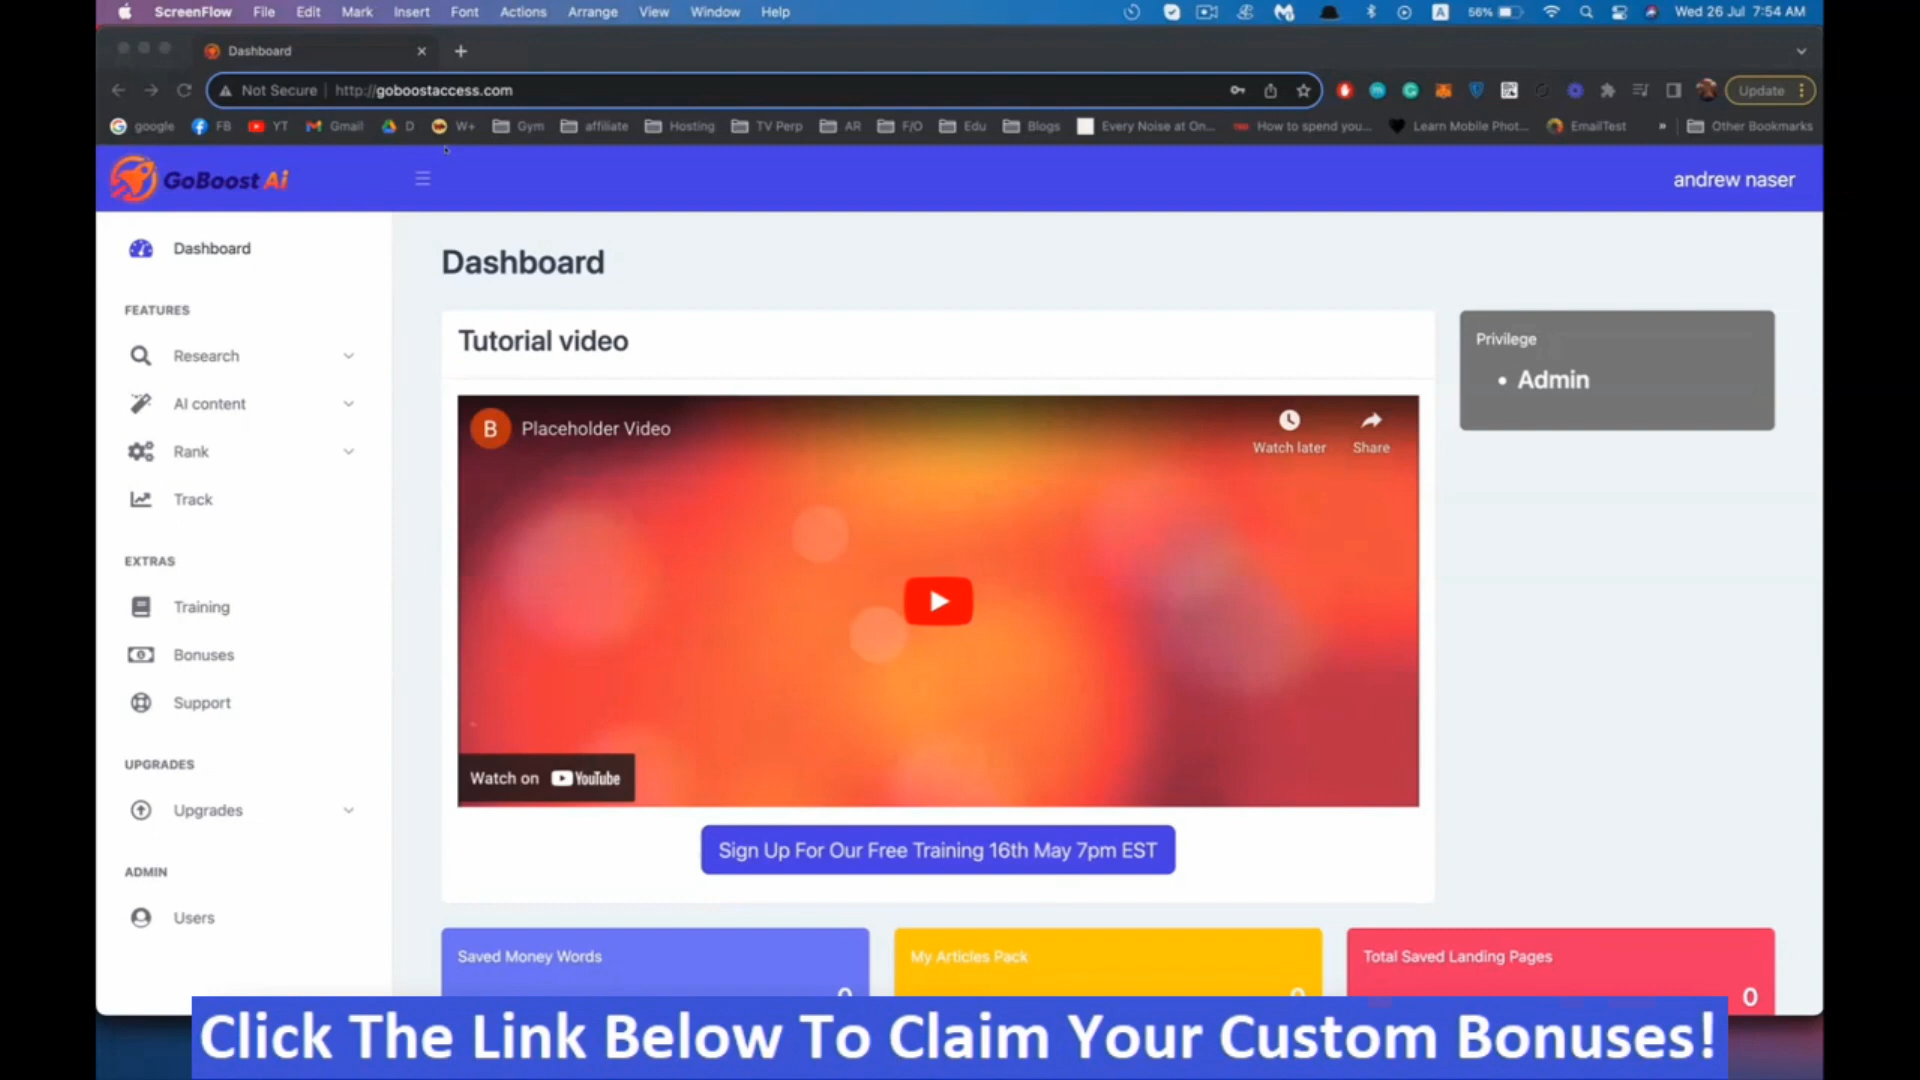 ScreenFlow File Edit Mark Insert Font Actions Arrange View Window Help A 56% Wed 26 Jul 7:54 AM
Dashboard
Not Secure http://goboostaccess.com Update
google FB YT Gmail D W+ Gym affiliate Hosting TV Perp AR F/O Edu Blogs Every Noise at On... How to spend you... Learn Mobile Phot... EmailTest » Other Bookmarks
GoBoost Ai
andrew naser
Dashboard
FEATURES
Research
AI content
Rank
Track
EXTRAS
Training
Bonuses
Support
UPGRADES
Upgrades
ADMIN
Users
Dashboard
Tutorial video
B Placeholder Video
Watch later
Share
Watch on YouTube
Sign Up For Our Free Training 16th May 7pm EST
Privilege
• Admin
Saved Money Words
0
My Articles Pack
0
Total Saved Landing Pages
0
Click The Link Below To Claim Your Custom Bonuses!